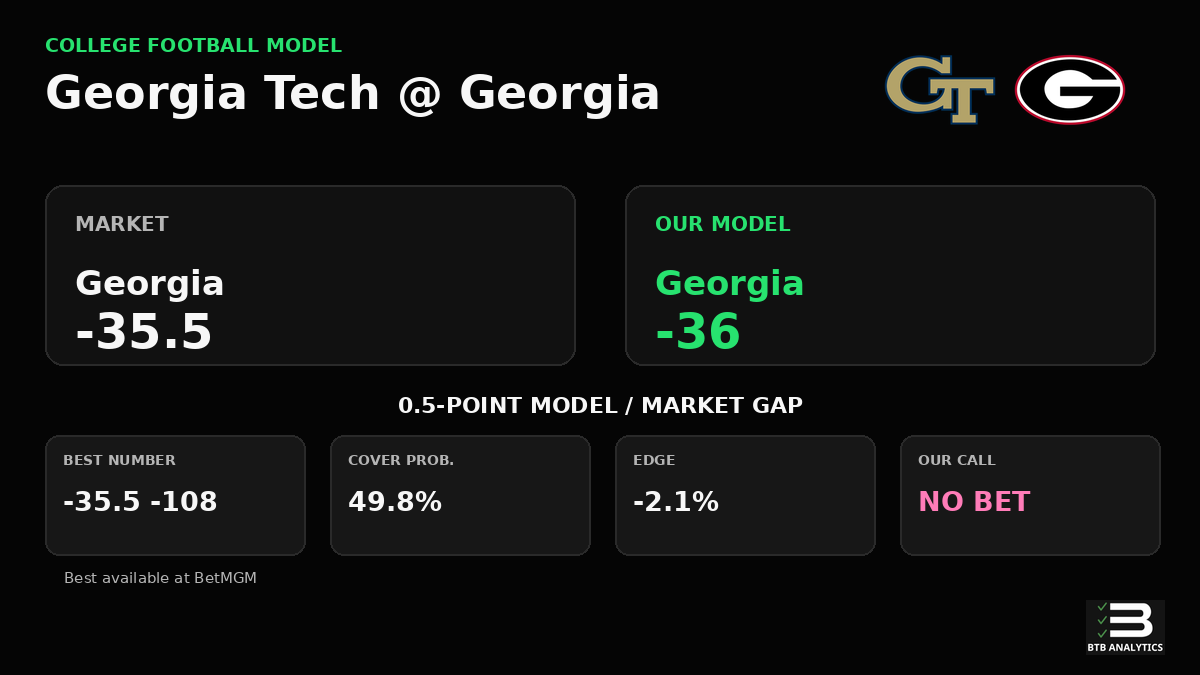 COLLEGE FOOTBALL MODEL
Georgia Tech @ Georgia
GT
G
MARKET
Georgia
-35.5
OUR MODEL
Georgia
-36
0.5-POINT MODEL / MARKET GAP
BEST NUMBER
-35.5 -108
COVER PROB.
49.8%
EDGE
-2.1%
OUR CALL
NO BET
Best available at BetMGM
B
BTB ANALYTICS